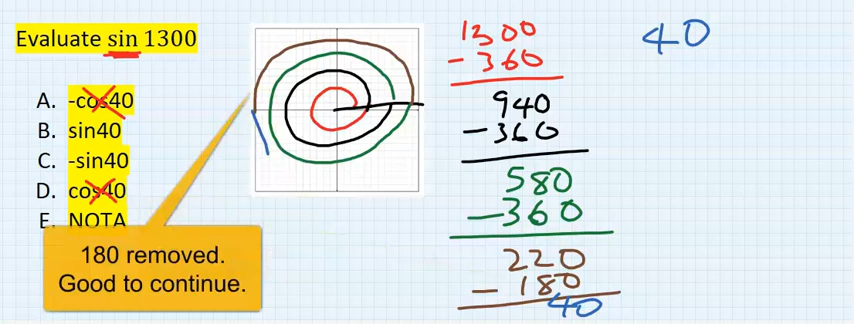 Evaluate sin 1300
A. -cos40
B. sin40
C. -sin40
D. cos40
E. NOTA
180 removed.
Good to continue.
1300
- 360
940
- 360
580
- 360
220
- 180
40
40